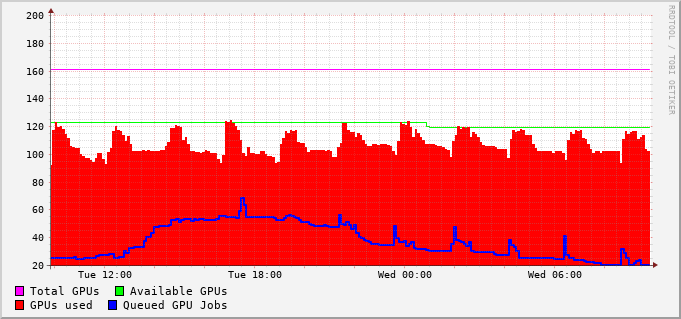 200
180
160
140
120
100
80
60
40
20
Tue 12:00 Tue 18:00 Wed 00:00 Wed 06:00
Total GPUs Available GPUs
GPUs used Queued GPU Jobs
RRDTOOL / TOBI OETIKER